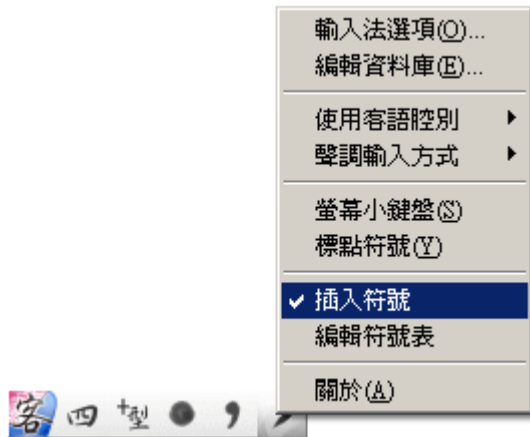 輸入法選項(O)...
編輯資料庫(E)...
使用客語腔別
聲調輸入方式
螢幕小鍵盤(S)
標點符號(Y)
插入符號
編輯符號表
關於(A)
客 四 +型 ● ,